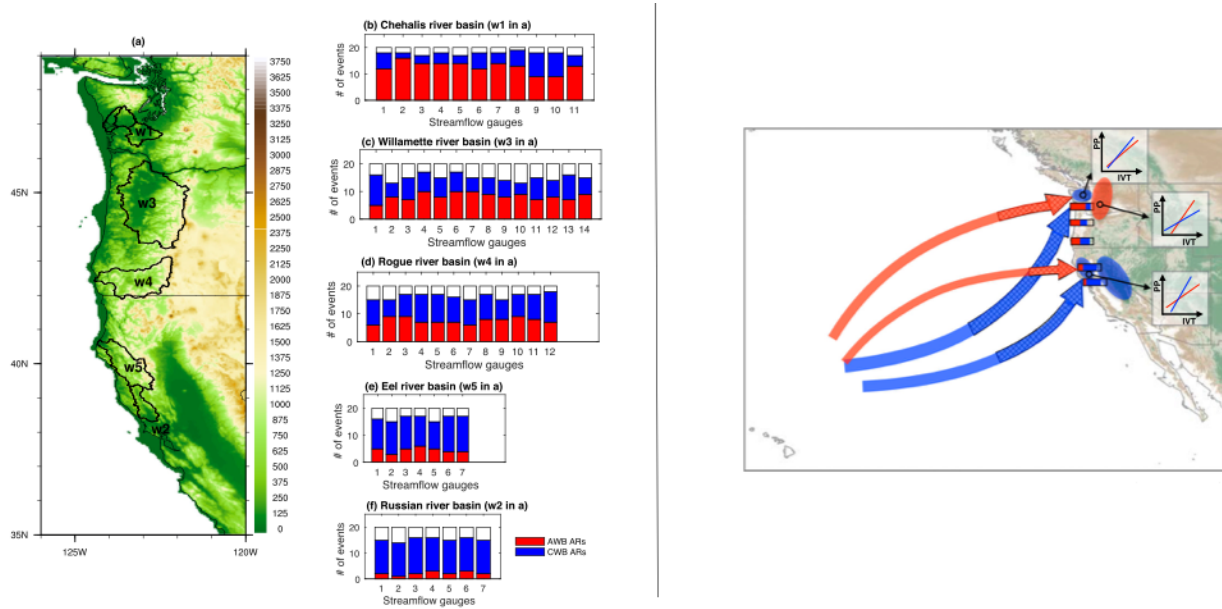 (a)
3750
3625
3500
3375
3250
3125
3000
2875
2750
2625
2500
2375
2250
2125
2000
1875
1750
1625
1500
1375
1250
1125
1000
875
750
625
500
375
250
125
0
45N
40N
35N
125W
120W
w1
w3
w4
w5
w2
(b) Chehalis river basin (w1 in a)
# of events
20
10
0
1 2 3 4 5 6 7 8 9 10 11
Streamflow gauges
(c) Willamette river basin (w3 in a)
# of events
20
10
0
1 2 3 4 5 6 7 8 9 10 11 12 13 14
Streamflow gauges
(d) Rogue river basin (w4 in a)
# of events
20
10
0
1 2 3 4 5 6 7 8 9 10 11 12
Streamflow gauges
(e) Eel river basin (w5 in a)
# of events
20
10
0
1 2 3 4 5 6 7
Streamflow gauges
(f) Russian river basin (w2 in a)
# of events
20
10
0
1 2 3 4 5 6 7
Streamflow gauges
AWB ARs
CWB ARs
PP
IVT
PP
IVT
PP
IVT